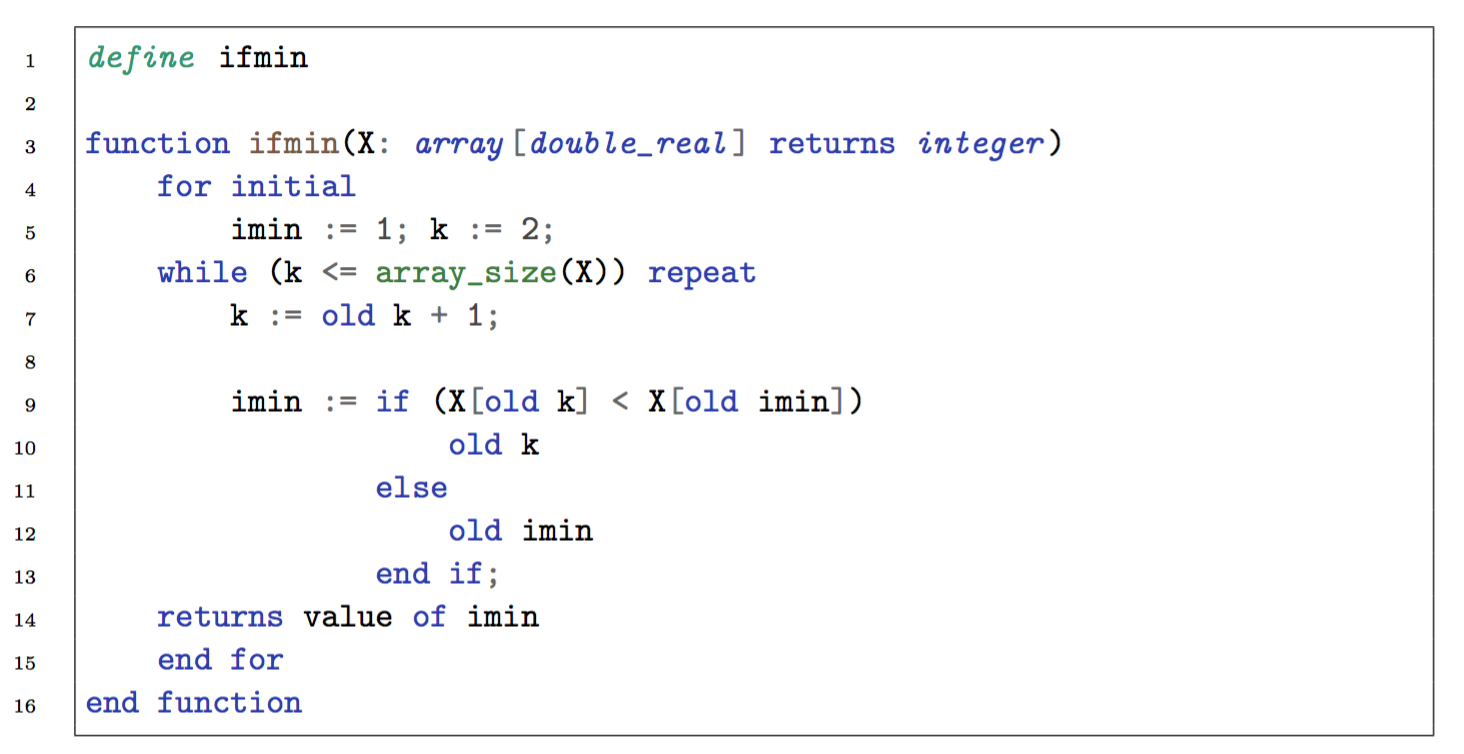 1 define ifmin
2
3 function ifmin(X: array[double_real] returns integer)
4     for initial
5         imin := 1; k := 2;
6     while (k <= array_size(X)) repeat
7         k := old k + 1;
8
9         imin := if (X[old k] < X[old imin])
10                     old k
11                 else
12                     old imin
13                 end if;
14     returns value of imin
15     end for
16 end function